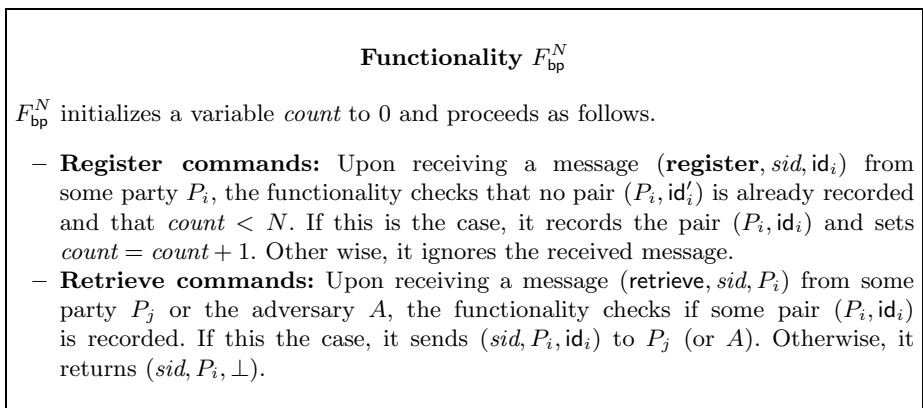 Functionality F_bp^N
F_bp^N initializes a variable count to 0 and proceeds as follows.
– Register commands: Upon receiving a message (register, sid, id_i) from
some party P_i, the functionality checks that no pair (P_i, id'_i) is already recorded
and that count < N. If this is the case, it records the pair (P_i, id_i) and sets
count = count + 1. Other wise, it ignores the received message.
– Retrieve commands: Upon receiving a message (retrieve, sid, P_i) from some
party P_j or the adversary A, the functionality checks if some pair (P_i, id_i)
is recorded. If this the case, it sends (sid, P_i, id_i) to P_j (or A). Otherwise, it
returns (sid, P_i, ⊥).